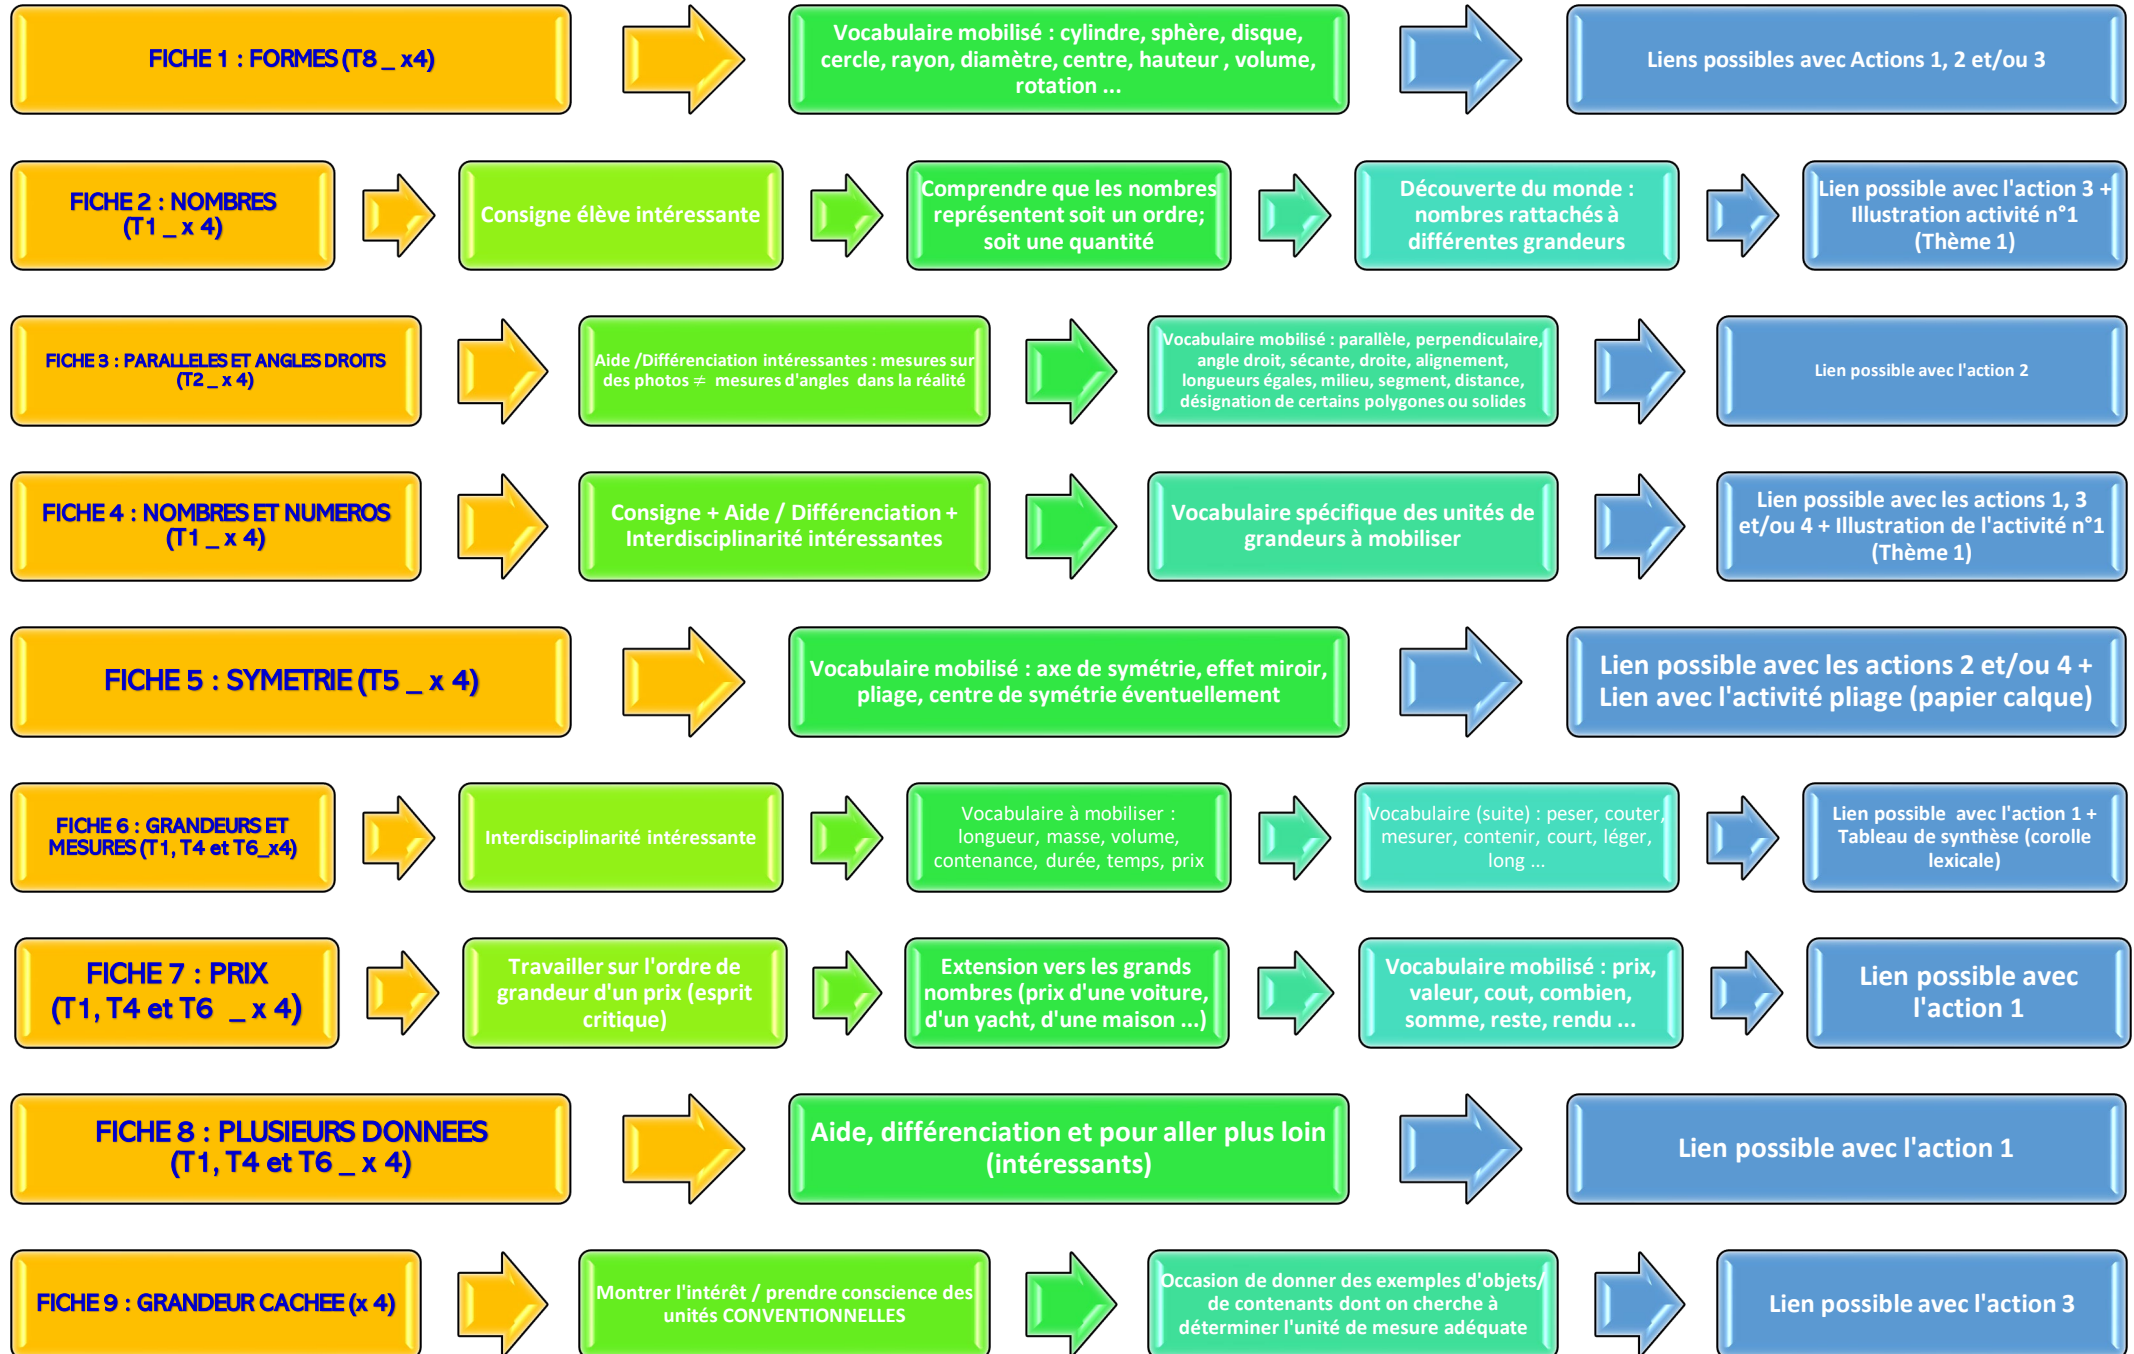 FICHE 1 : FORMES (T8 _ x4)
Vocabulaire mobilisé : cylindre, sphère, disque,
cercle, rayon, diamètre, centre, hauteur , volume,
rotation ...
Liens possibles avec Actions 1, 2 et/ou 3
FICHE 2 : NOMBRES
(T1 _ x 4)
Consigne élève intéressante
Comprendre que les nombres
représentent soit un ordre;
soit une quantité
Découverte du monde :
nombres rattachés à
différentes grandeurs
Lien possible avec l'action 3 +
Illustration activité n°1
(Thème 1)
FICHE 3 : PARALLELES ET ANGLES DROITS
(T2 _ x 4)
Aide /Différenciation intéressantes : mesures sur
des photos ≠ mesures d'angles dans la réalité
Vocabulaire mobilisé : parallèle, perpendiculaire,
angle droit, sécante, droite, alignement,
longueurs égales, milieu, segment, distance,
désignation de certains polygones ou solides
Lien possible avec l'action 2
FICHE 4 : NOMBRES ET NUMEROS
(T1 _ x 4)
Consigne + Aide / Différenciation +
Interdisciplinarité intéressantes
Vocabulaire spécifique des unités de
grandeurs à mobiliser
Lien possible avec les actions 1, 3
et/ou 4 + Illustration de l'activité n°1
(Thème 1)
FICHE 5 : SYMETRIE (T5 _ x 4)
Vocabulaire mobilisé : axe de symétrie, effet miroir,
pliage, centre de symétrie éventuellement
Lien possible avec les actions 2 et/ou 4 +
Lien avec l'activité pliage (papier calque)
FICHE 6 : GRANDEURS ET
MESURES (T1, T4 et T6_x4)
Interdisciplinarité intéressante
Vocabulaire à mobiliser :
longueur, masse, volume,
contenance, durée, temps, prix
Vocabulaire (suite) : peser, couter,
mesurer, contenir, court, léger,
long ...
Lien possible avec l'action 1 +
Tableau de synthèse (corolle
lexicale)
FICHE 7 : PRIX
(T1, T4 et T6 _ x 4)
Travailler sur l'ordre de
grandeur d'un prix (esprit
critique)
Extension vers les grands
nombres (prix d'une voiture,
d'un yacht, d'une maison ...)
Vocabulaire mobilisé : prix,
valeur, cout, combien,
somme, reste, rendu ...
Lien possible avec
l'action 1
FICHE 8 : PLUSIEURS DONNEES
(T1, T4 et T6 _ x 4)
Aide, différenciation et pour aller plus loin
(intéressants)
Lien possible avec l'action 1
FICHE 9 : GRANDEUR CACHEE (x 4)
Montrer l'intérêt / prendre conscience des
unités CONVENTIONNELLES
Occasion de donner des exemples d'objets/
de contenants dont on cherche à
déterminer l'unité de mesure adéquate
Lien possible avec l'action 3